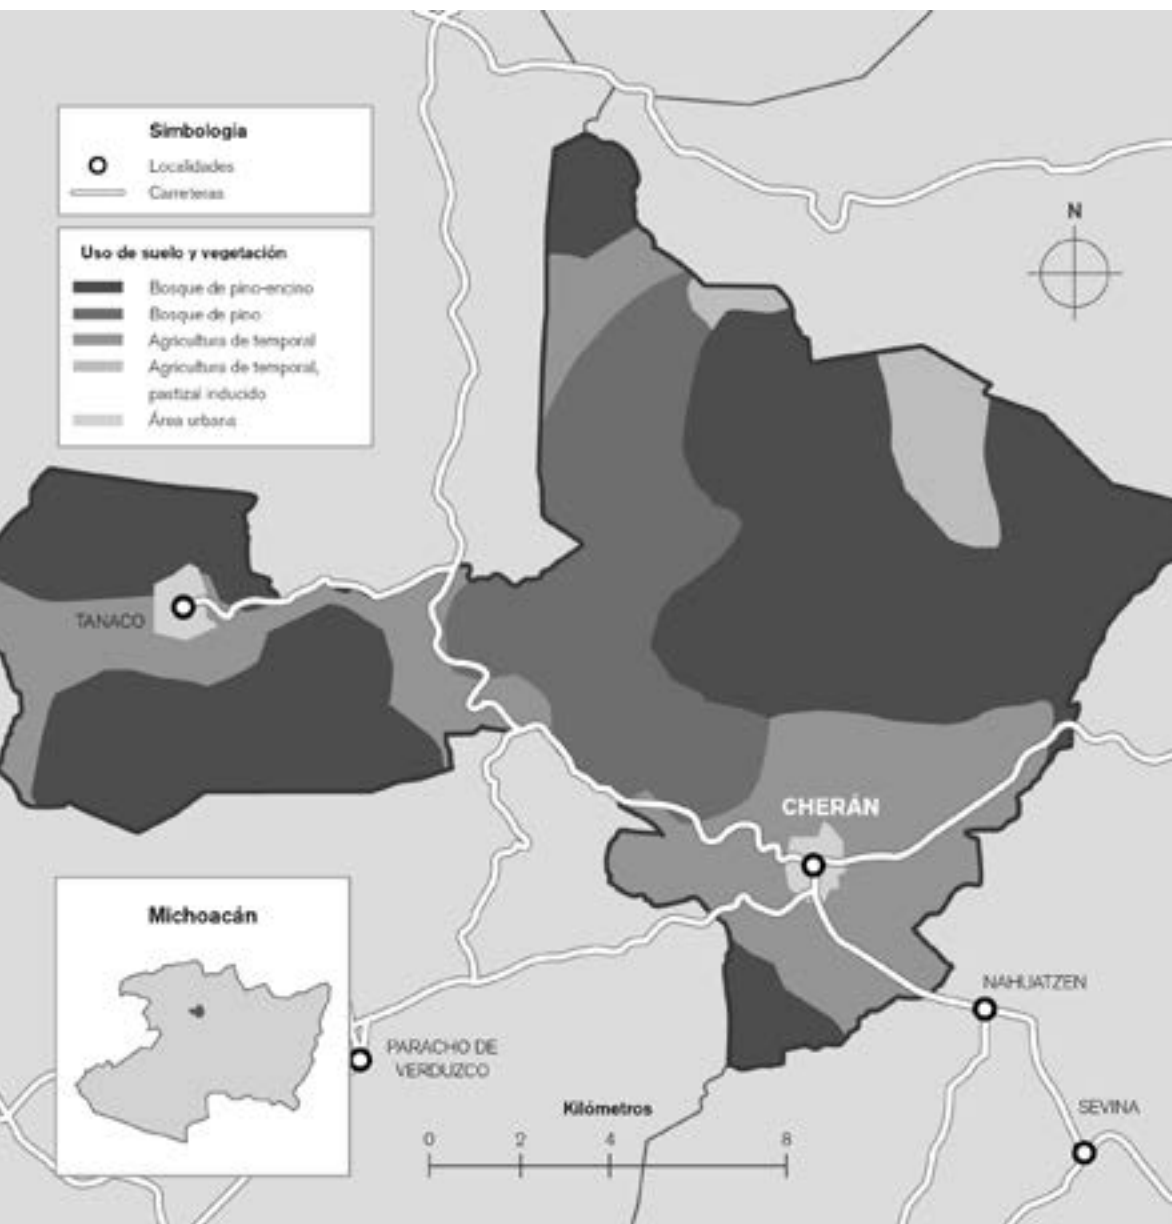 Simbología
Localidades
Carreteras
N
Uso de suelo y vegetación
Bosque de pino-encino
Bosque de pino
Agricultura de temporal
Agricultura de temporal,
pastizal inducido
Área urbana
TANACO
CHERÁN
Michoacán
NAHUATZEN
PARACHO DE
VERDUZCO
SEVINA
Kilómetros
0 2 4 8